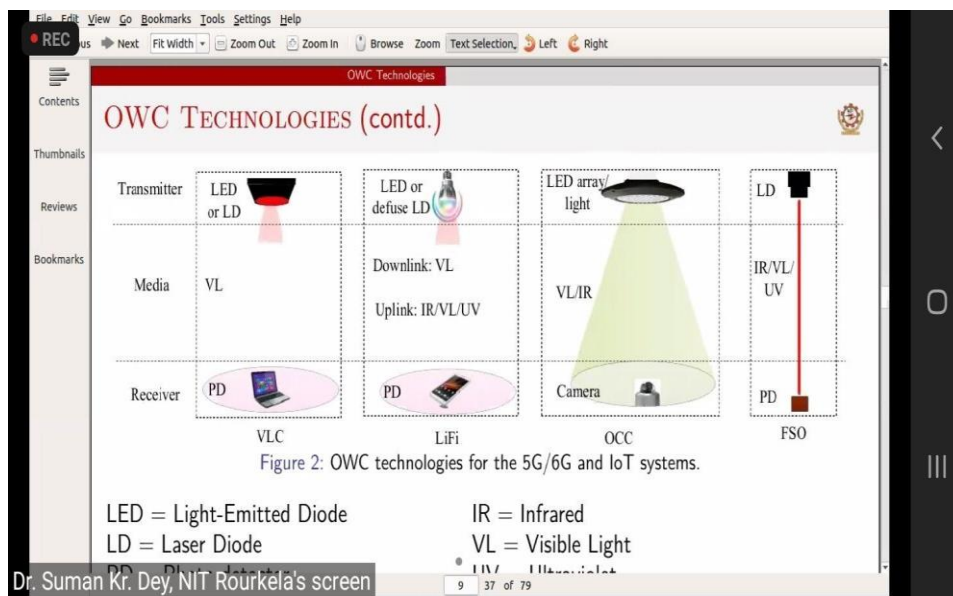 File Edit View Go Bookmarks Tools Settings Help
REC
us Next Fit Width Zoom Out Zoom In Browse Zoom Text Selection Left Right
Contents
Thumbnails
Reviews
Bookmarks
OWC Technologies
OWC TECHNOLOGIES (contd.)
Transmitter
LED
or LD
LED or
defuse LD
LED array/
light
LD
Media
VL
Downlink: VL
Uplink: IR/VL/UV
VL/IR
IR/VL/
UV
Receiver
PD
PD
Camera
PD
VLC
LiFi
OCC
FSO
Figure 2: OWC technologies for the 5G/6G and IoT systems.
LED = Light-Emitted Diode
IR = Infrared
LD = Laser Diode
VL = Visible Light
UV = Ultraviolet
Dr. Suman Kr. Dey, NIT Rourkela's screen
9 37 of 79